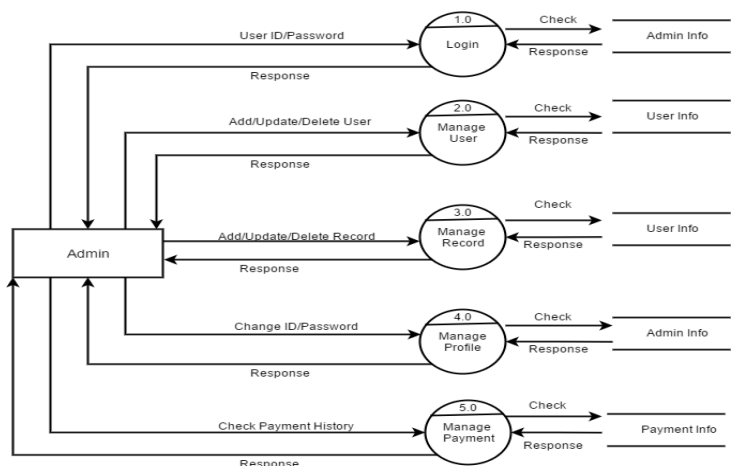 1.0
Check
User ID/Password
Login
Admin Info
Response
Response
2.0
Check
Add/Update/Delete User
Manage
User
User Info
Response
Response
3.0
Check
Add/Update/Delete Record
Manage
Record
User Info
Response
Admin
Response
4.0
Check
Change ID/Password
Manage
Profile
Admin Info
Response
Response
5.0
Check
Check Payment History
Manage
Payment
Payment Info
Response
Response